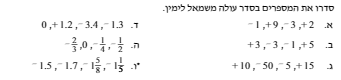 סדרו את המספרים בסדר עולה משמאל לימין.
א. -1 , +9 , -3 , +2
ב. +3 , -3 , -1 , +5
ג. +10 , -50 , -5 , +15
ד. 0 , +1.2 , -3.4 , -1.3
ה. -2/3 , 0 , -1/4 , -1/2
*ו. -1.5 , -1.7 , -1 5/8 , -1 1/3